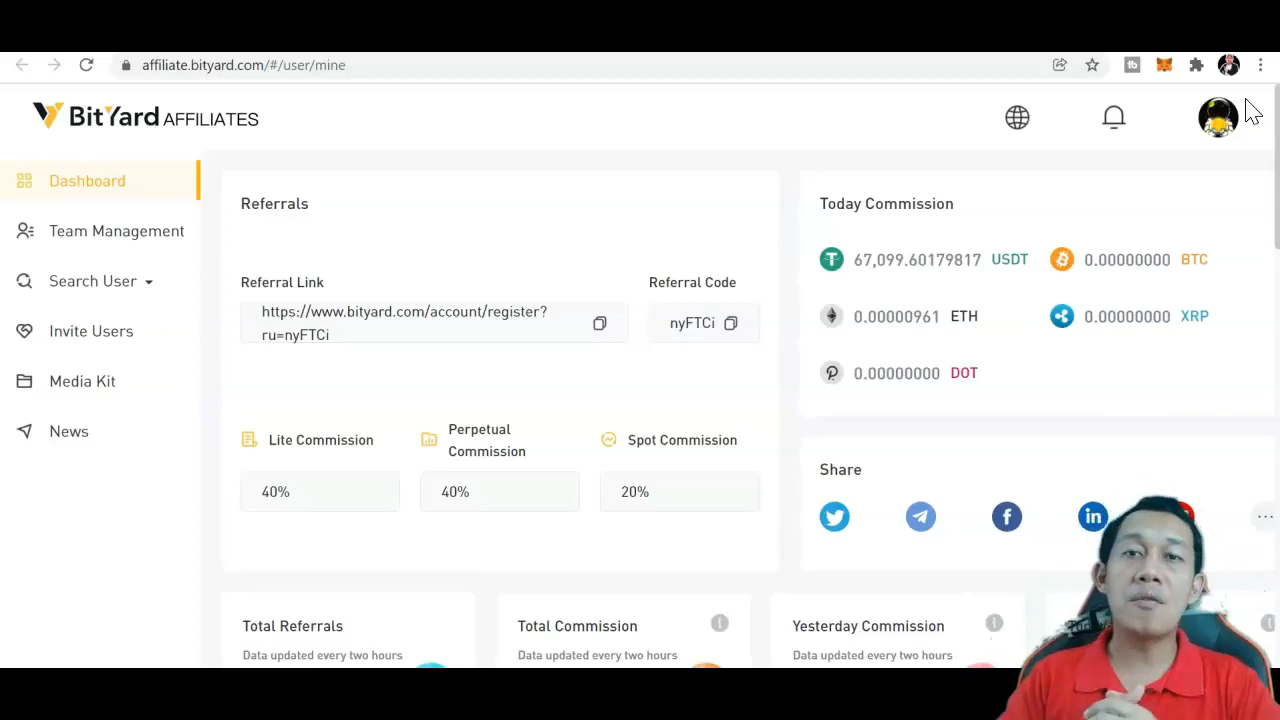 affiliate.bityard.com/#/user/mine
BitYard AFFILIATES
Dashboard
Team Management
Search User
Invite Users
Media Kit
News
Referrals
Referral Link
Referral Code
https://www.bityard.com/account/register?
ru=nyFTCi
nyFTCi
Lite Commission
Perpetual
Commission
Spot Commission
40%
40%
20%
Today Commission
67,099.60179817 USDT
0.00000000 BTC
0.00000961 ETH
0.00000000 XRP
0.00000000 DOT
Share
Total Referrals
Data updated every two hours
Total Commission
Data updated every two hours
Yesterday Commission
Data updated every two hours